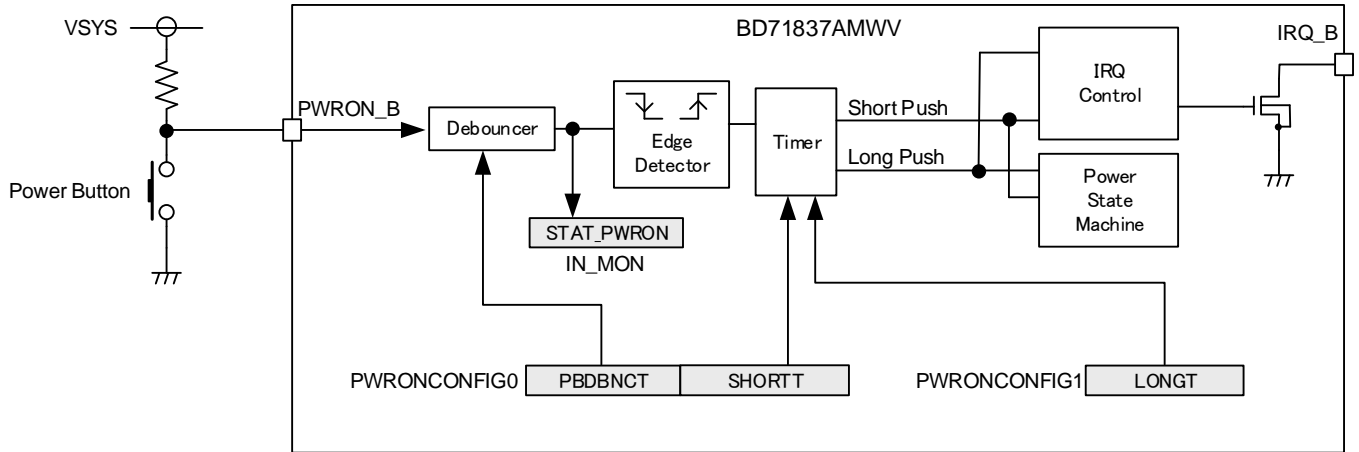 VSYS
BD71837AMWV
IRQ_B
PWRON_B
Power Button
Debouncer
Edge
Detector
Timer
Short Push
Long Push
IRQ
Control
Power
State
Machine
STAT_PWRON
IN_MON
PWRONCONFIG0
PBDBNCT
SHORTT
PWRONCONFIG1
LONGT